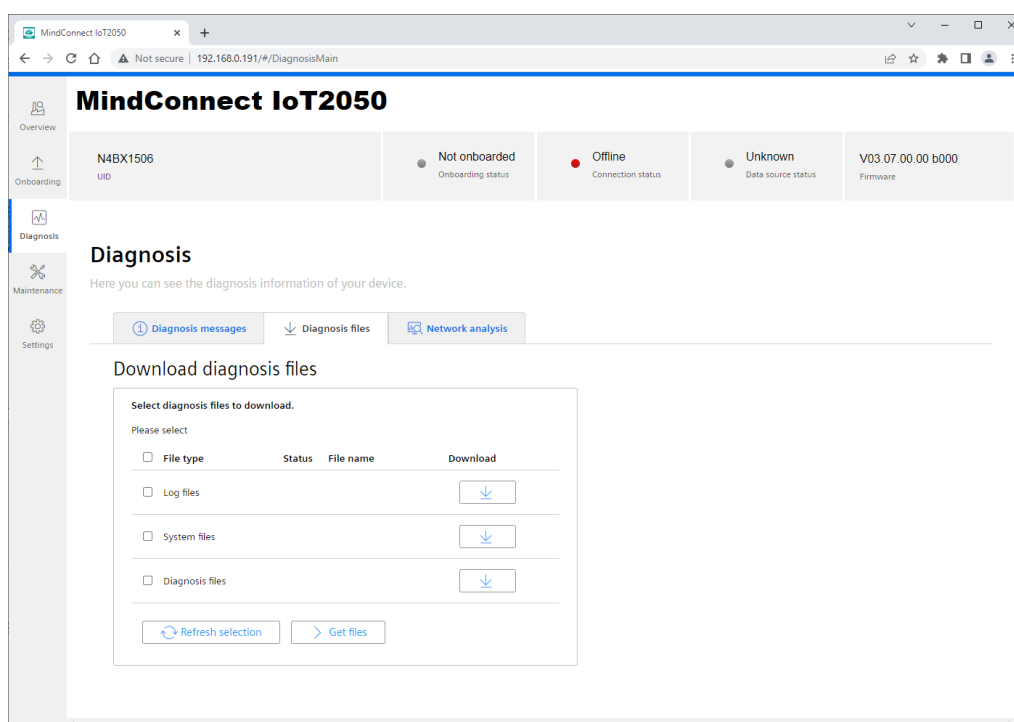 MindConnect IoT2050
Not secure | 192.168.0.191/#/DiagnosisMain
MindConnect IoT2050
Overview
Onboarding
Diagnosis
Maintenance
Settings
N4BX1506
UID
Not onboarded
Onboarding status
Offline
Connection status
Unknown
Data source status
V03.07.00.00 b000
Firmware
Diagnosis
Here you can see the diagnosis information of your device.
Diagnosis messages
Diagnosis files
Network analysis
Download diagnosis files
Select diagnosis files to download.
Please select
File type Status File name Download
Log files
System files
Diagnosis files
Refresh selection Get files